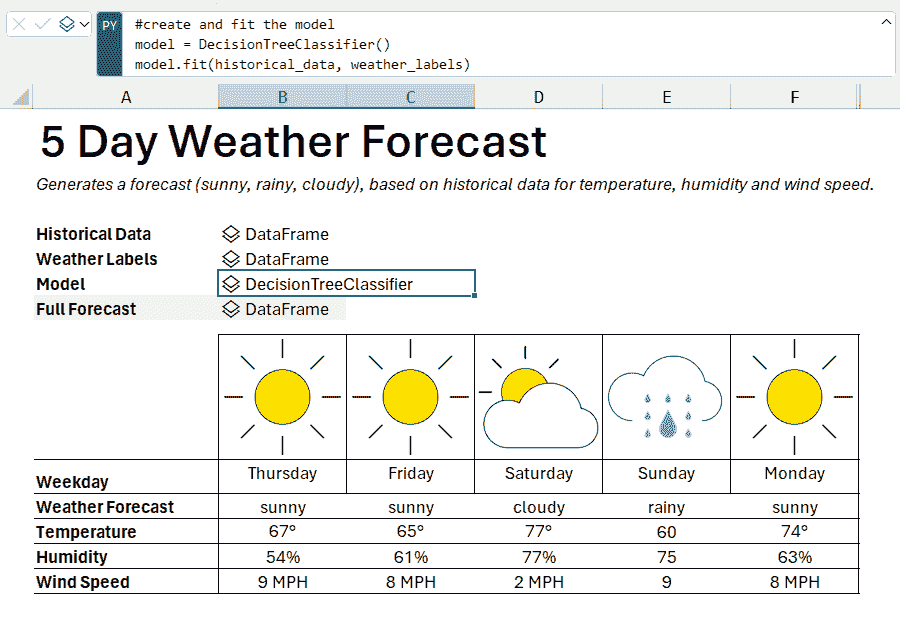 PY
#create and fit the model
model = DecisionTreeClassifier()
model.fit(historical_data, weather_labels)
A B C D E F
5 Day Weather Forecast
Generates a forecast (sunny, rainy, cloudy), based on historical data for temperature, humidity and wind speed.
Historical Data DataFrame
Weather Labels DataFrame
Model DecisionTreeClassifier
Full Forecast DataFrame
Weekday Thursday Friday Saturday Sunday Monday
Weather Forecast sunny sunny cloudy rainy sunny
Temperature 67° 65° 77° 60 74°
Humidity 54% 61% 77% 75 63%
Wind Speed 9 MPH 8 MPH 2 MPH 9 8 MPH